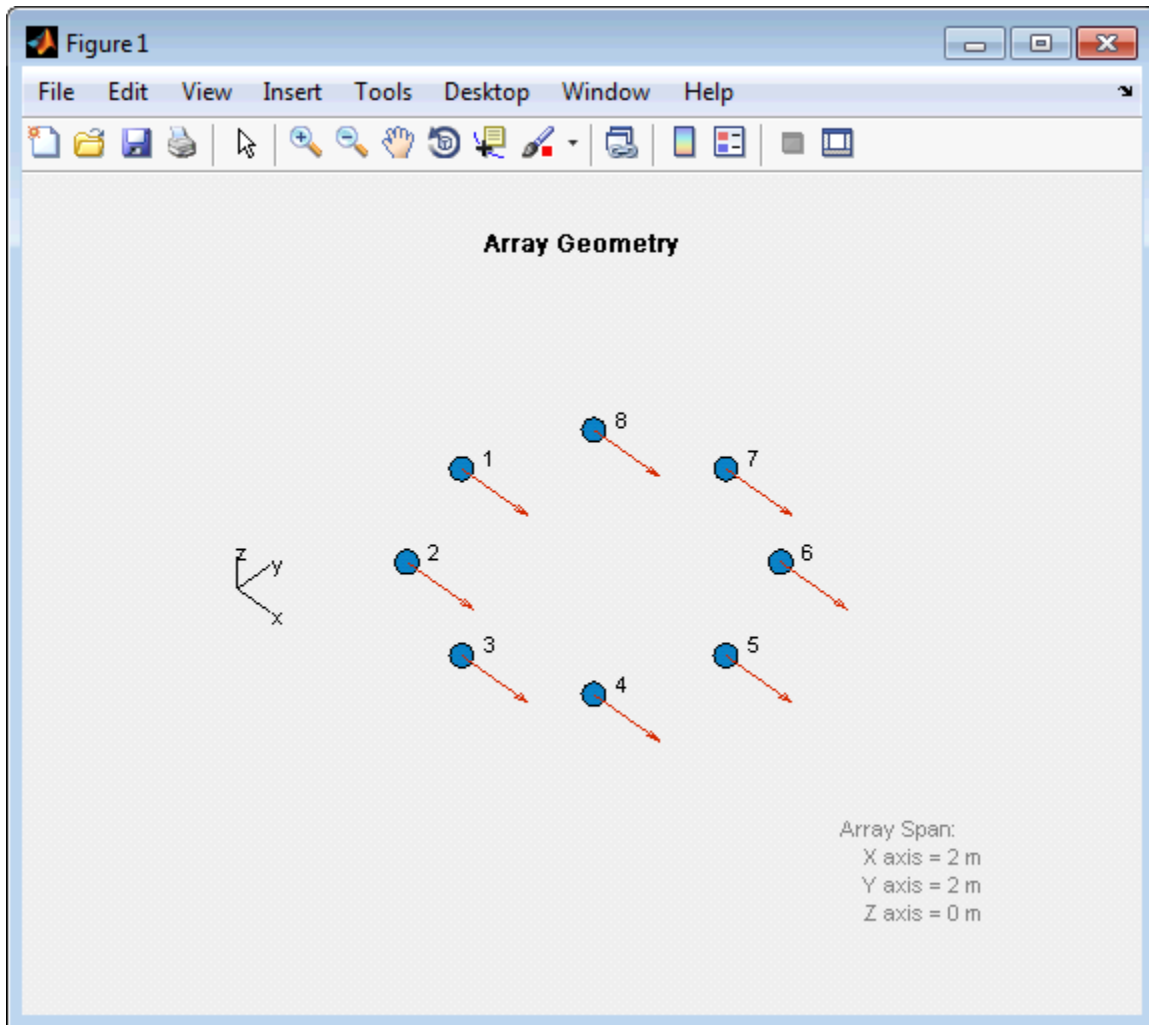 Figure 1
File Edit View Insert Tools Desktop Window Help
Array Geometry
8
1
7
2
6
z
y
x
3
5
4
Array Span:
X axis = 2 m
Y axis = 2 m
Z axis = 0 m